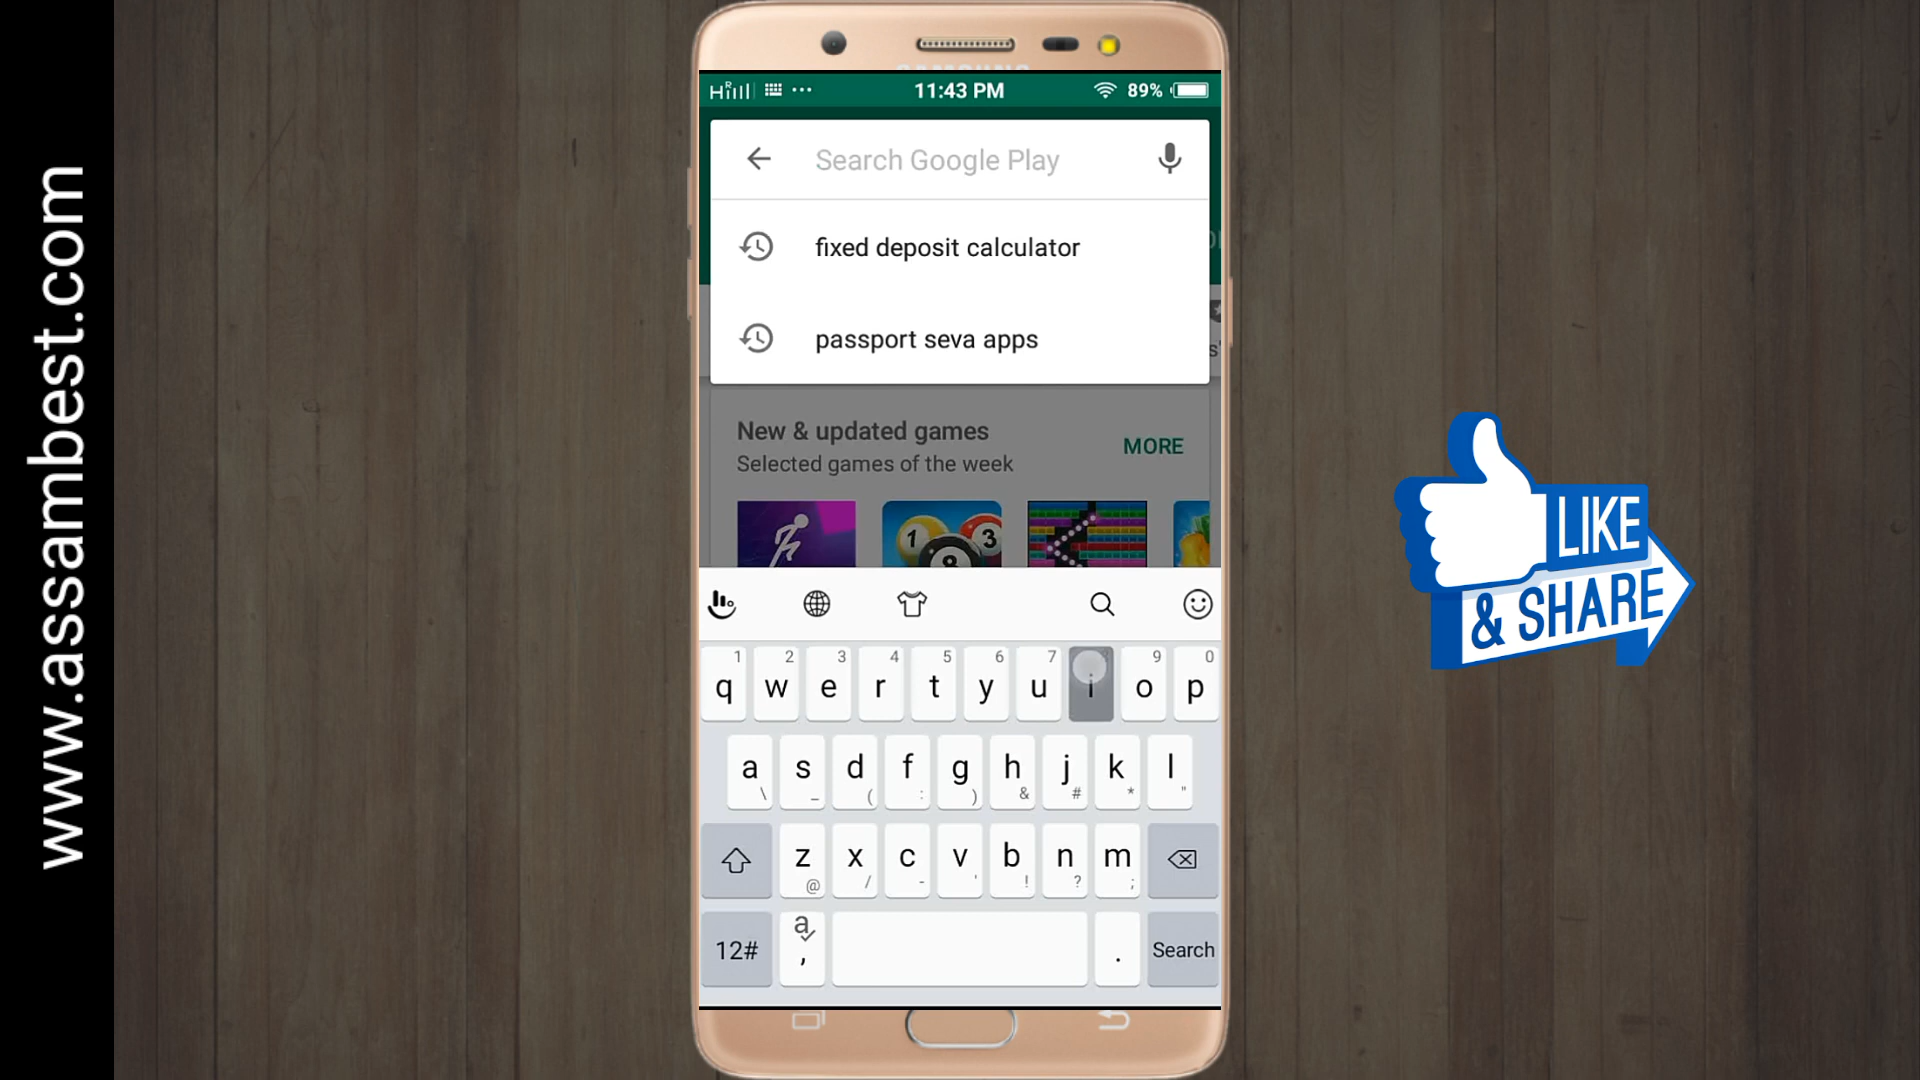 www.assambest.com
SAMSUNG
11:43 PM
89%
Search Google Play
fixed deposit calculator
passport seva apps
New & updated games
MORE
Selected games of the week
1 3
8
1 2 3 4 5 6 7 9 0
q w e r t y u i o p
a s d f g h j k l
\ _ ( : ) & # * "
z x c v b n m
@ / - ' ! ? ;
12# a , . Search
LIKE
& SHARE